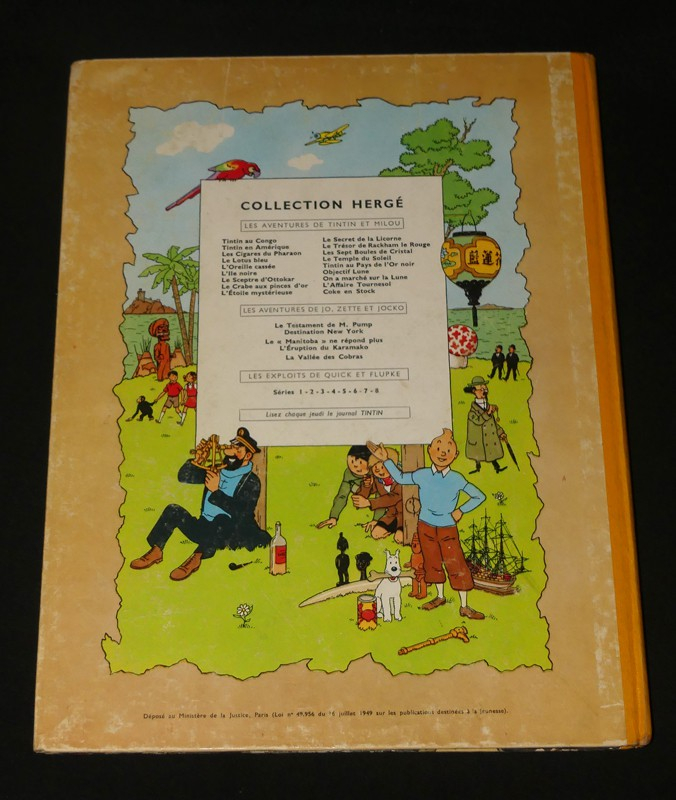 COLLECTION HERGÉ
LES AVENTURES DE TINTIN ET MILOU
Tintin au Congo
Tintin en Amérique
Les Cigares du Pharaon
Le Lotus bleu
L'Oreille cassée
L'Ile noire
Le Sceptre d'Ottokar
Le Crabe aux pinces d'or
L'Étoile mystérieuse
Le Secret de la Licorne
Le Trésor de Rackham le Rouge
Les Sept Boules de Cristal
Le Temple du Soleil
Tintin au Pays de l'Or noir
Objectif Lune
On a marché sur la Lune
L'Affaire Tournesol
Coke en Stock
LES AVENTURES DE JO, ZETTE ET JOCKO
Le Testament de M. Pump
Destination New York
Le « Manitoba » ne répond plus
L'Éruption du Karamako
La Vallée des Cobras
LES EXPLOITS DE QUICK ET FLUPKE
Séries 1 - 2 - 3 - 4 - 5 - 6 - 7 - 8
Lisez chaque jeudi le journal TINTIN
Déposé au Ministère de la Justice, Paris (Loi n° 49.956 du 16 juillet 1949 sur les publications destinées à la Jeunesse).